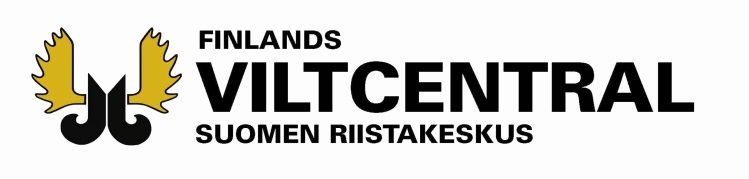 FINLANDS
VILTCENTRAL
SUOMEN RIISTAKESKUS